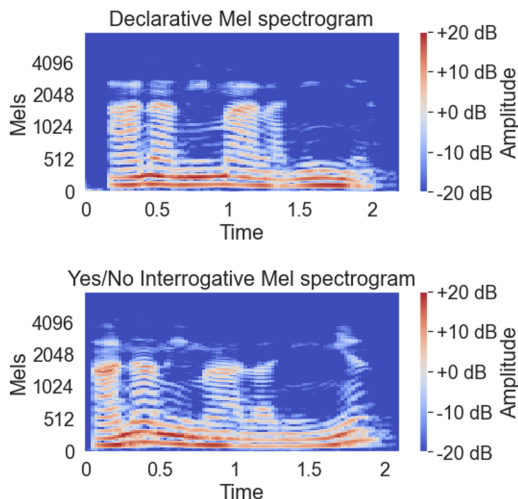 Declarative Mel spectrogram
4096
2048
1024
512
0
Mels
0 0.5 1 1.5 2
Time
+20 dB
+10 dB
+0 dB
-10 dB
-20 dB
Amplitude
Yes/No Interrogative Mel spectrogram
4096
2048
1024
512
0
Mels
0 0.5 1 1.5 2
Time
+20 dB
+10 dB
+0 dB
-10 dB
-20 dB
Amplitude